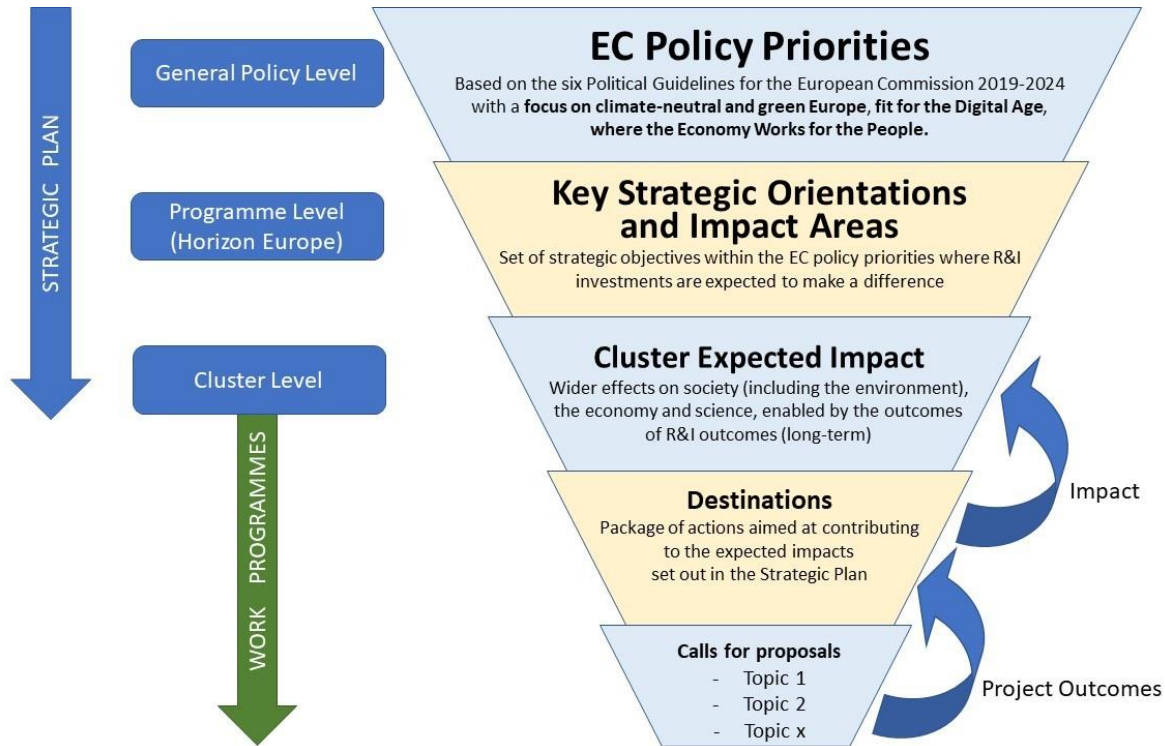 EC Policy Priorities
General Policy Level
Based on the six Political Guidelines for the European Commission 2019-2024
with a focus on climate-neutral and green Europe, fit for the Digital Age,
where the Economy Works for the People.
STRATEGIC PLAN
Key Strategic Orientations
and Impact Areas
Programme Level
(Horizon Europe)
Set of strategic objectives within the EC policy priorities where R&I
investments are expected to make a difference
Cluster Expected Impact
Cluster Level
Wider effects on society (including the environment),
the economy and science, enabled by the outcomes
of R&I outcomes (long-term)
WORK PROGRAMMES
Destinations
Package of actions aimed at contributing
to the expected impacts
set out in the Strategic Plan
Impact
Calls for proposals
- Topic 1
- Topic 2
- Topic x
Project Outcomes